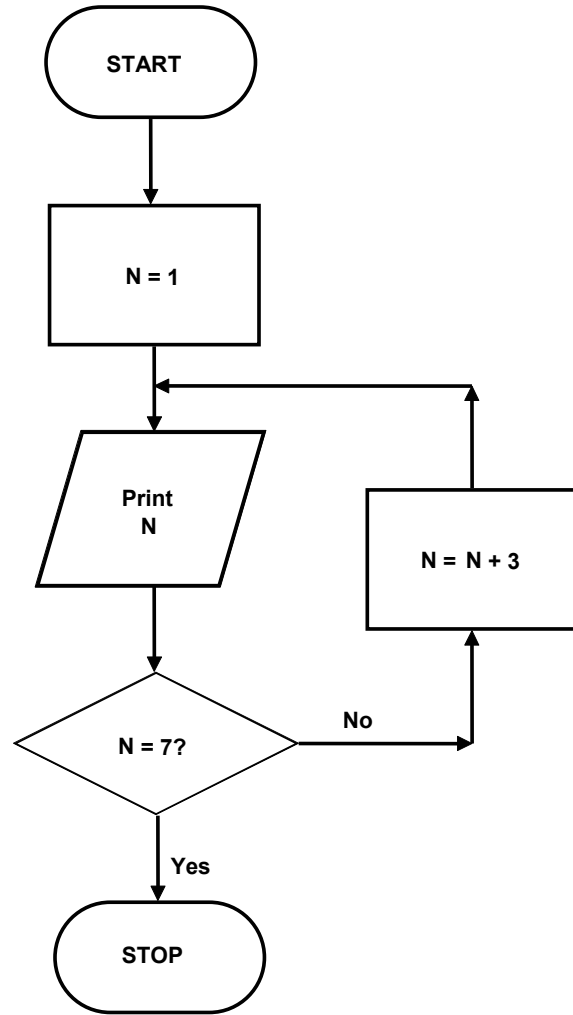 START
N = 1
Print
N
N = N + 3
N = 7?
No
Yes
STOP